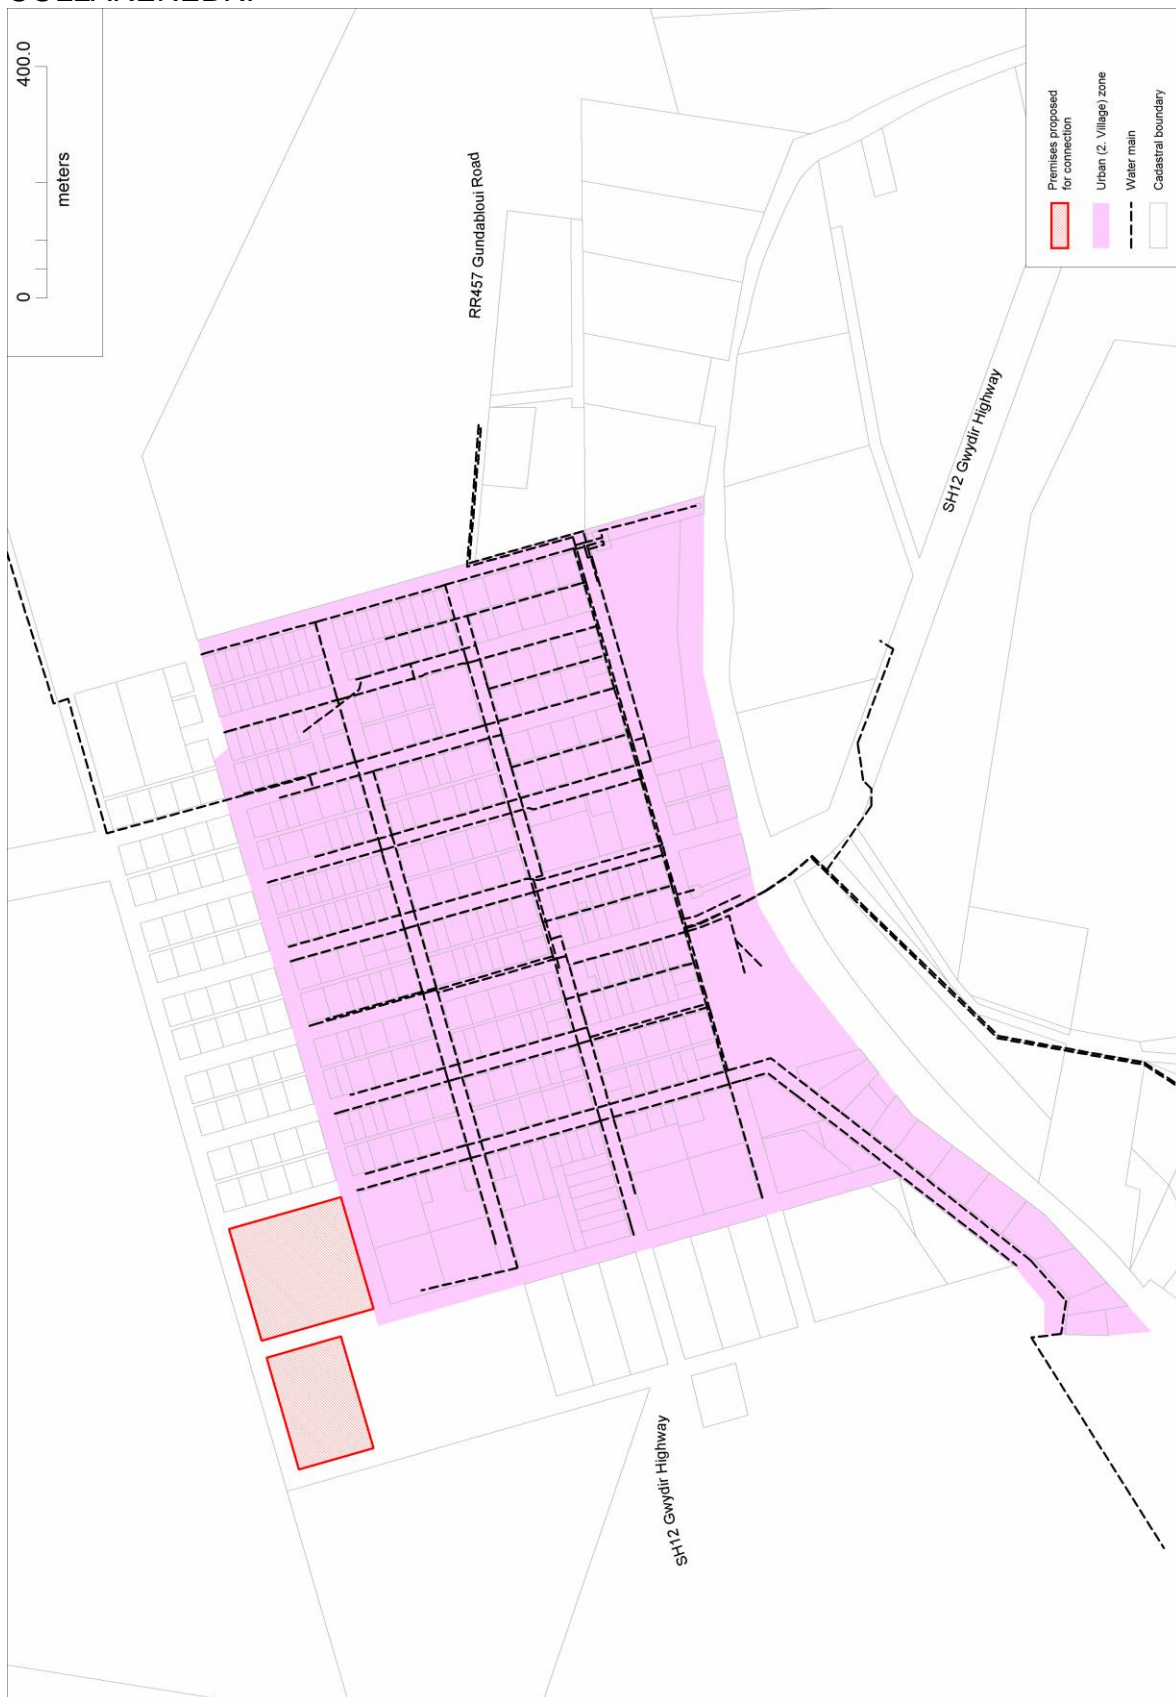 0
400.0
meters
RR457 Gundabloui Road
SH12 Gwydir Highway
SH12 Gwydir Highway
Premises proposed
for connection
Urban (2. Village) zone
Water main
Cadastral boundary